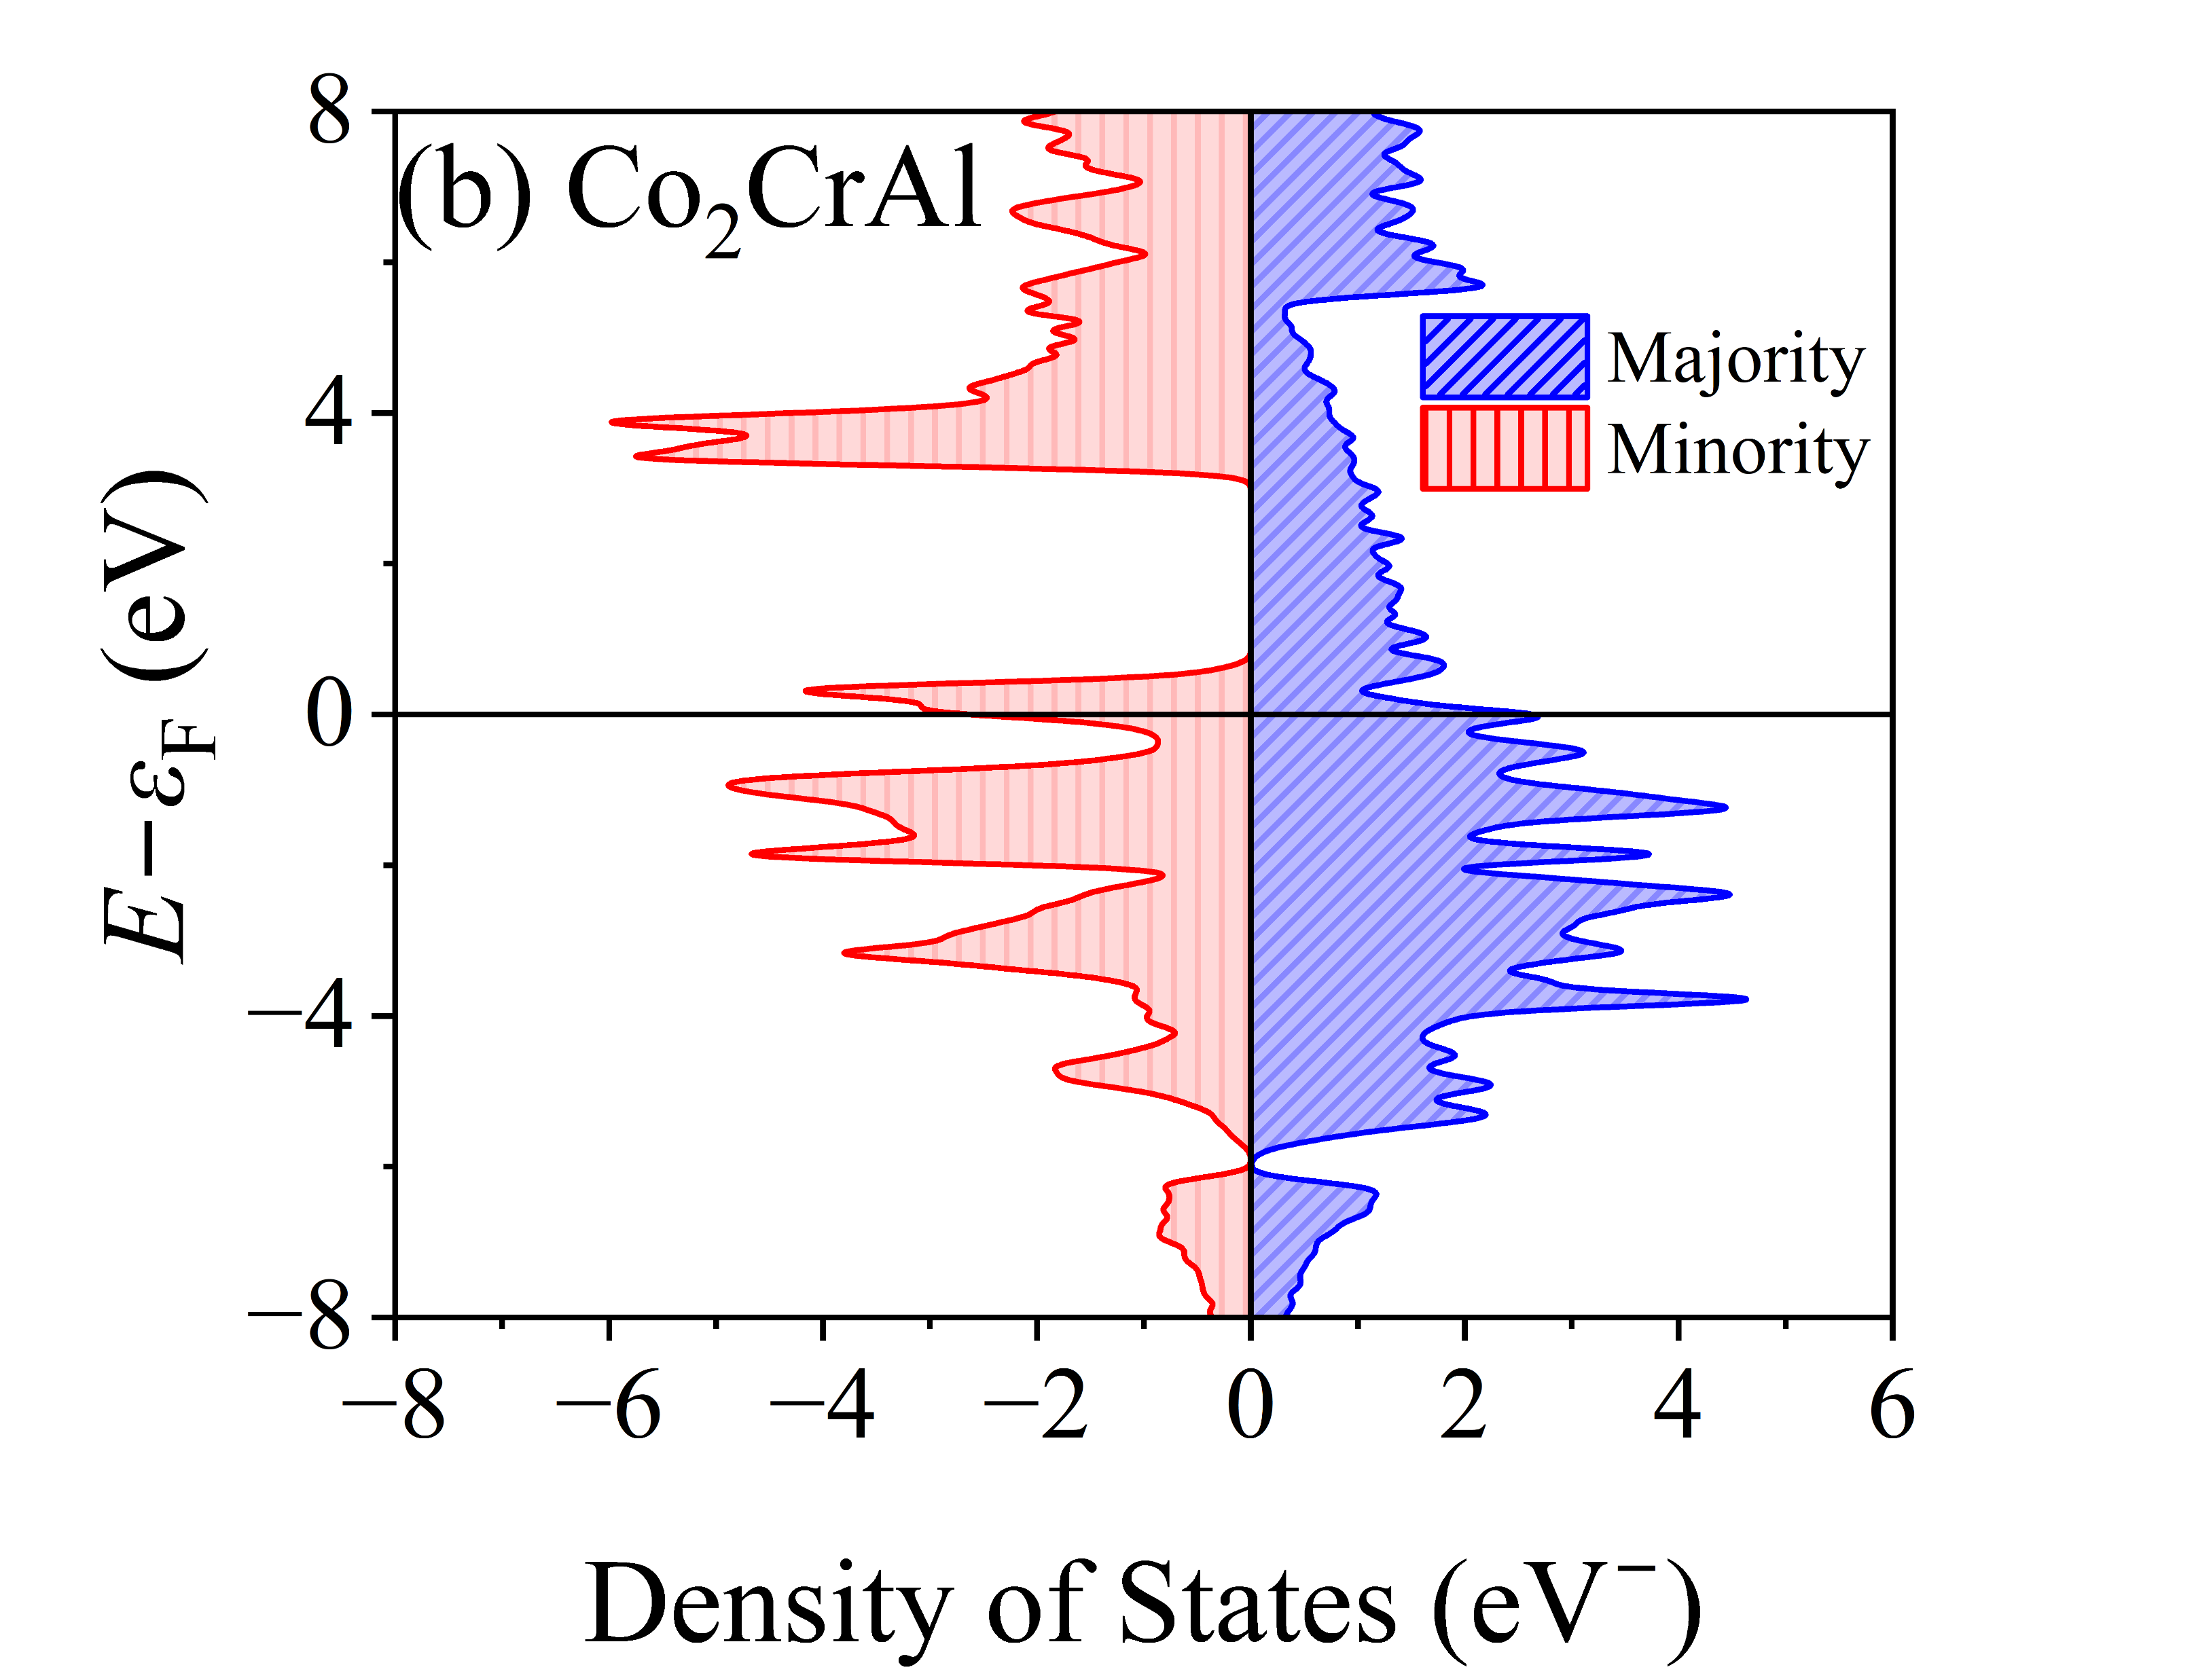 8
(b) Co₂CrAl
Majority
4
Minority
E−εF (eV)
0
−4
−8
−8 −6 −4 −2 0 2 4 6
Density of States (eV⁻)